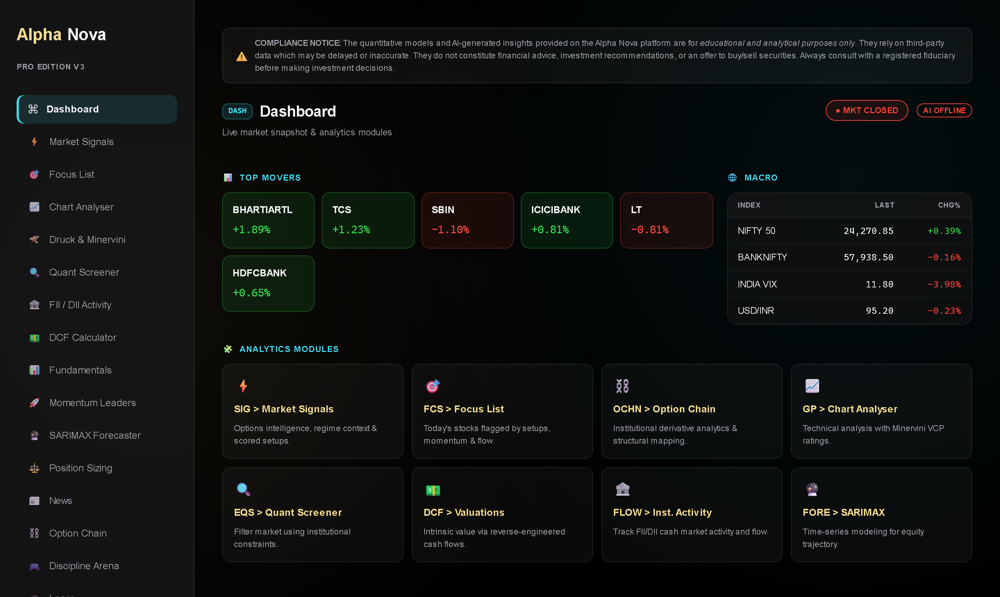 Alpha Nova
PRO EDITION V3
Dashboard
Market Signals
Focus List
Chart Analyser
Druck & Minervini
Quant Screener
FII / DII Activity
DCF Calculator
Fundamentals
Momentum Leaders
SARIMAX Forecaster
Position Sizing
News
Option Chain
Discipline Arena
COMPLIANCE NOTICE: The quantitative models and AI-generated insights provided on the Alpha Nova platform are for educational and analytical purposes only. They rely on third-party
data which may be delayed or inaccurate. They do not constitute financial advice, investment recommendations, or an offer to buy/sell securities. Always consult with a registered fiduciary
before making investment decisions.
DASH Dashboard
MKT CLOSED AI OFFLINE
Live market snapshot & analytics modules
TOP MOVERS
BHARTIARTL
+1.89%
TCS
+1.23%
SBIN
−1.10%
ICICIBANK
+0.81%
LT
−0.81%
HDFCBANK
+0.65%
MACRO
INDEX LAST CHG%
NIFTY 50 24,270.85 +0.39%
BANKNIFTY 57,938.50 −0.16%
INDIA VIX 11.80 −3.98%
USD/INR 95.20 −0.23%
ANALYTICS MODULES
SIG > Market Signals
Options intelligence, regime context &
scored setups.
FCS > Focus List
Today's stocks flagged by setups,
momentum & flow.
OCHN > Option Chain
Institutional derivative analytics &
structural mapping.
GP > Chart Analyser
Technical analysis with Minervini VCP
ratings.
EQS > Quant Screener
Filter market using institutional
constraints.
DCF > Valuations
Intrinsic value via reverse-engineered
cash flows.
FLOW > Inst. Activity
Track FII/DII cash market activity and flow.
FORE > SARIMAX
Time-series modeling for equity
trajectory.